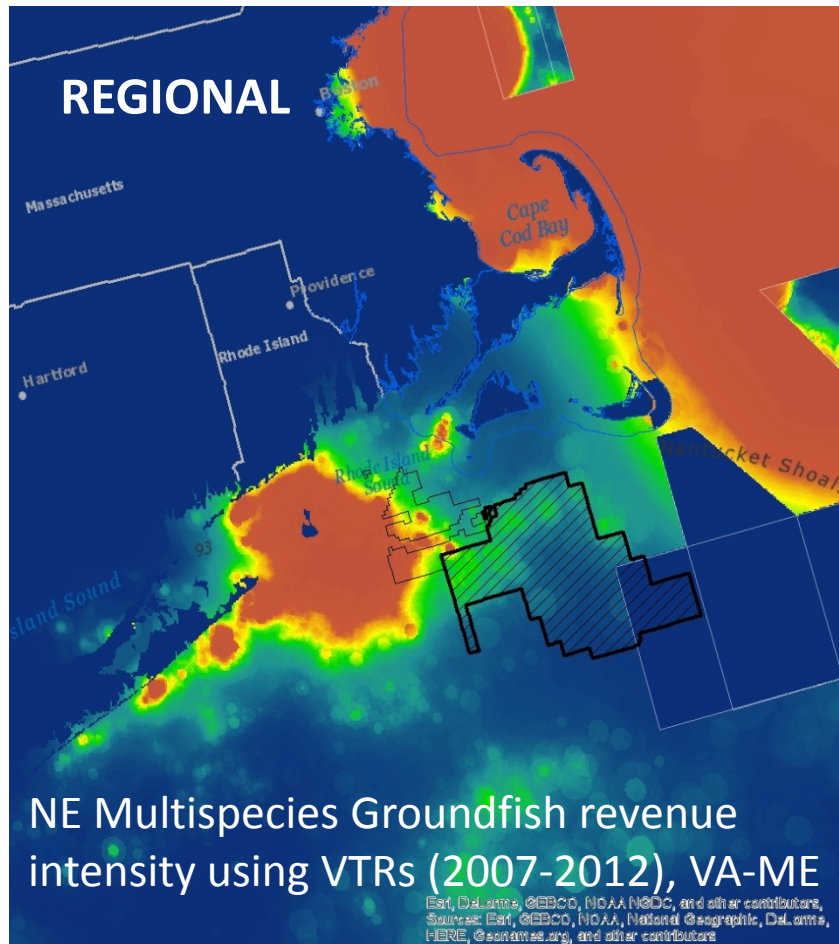 REGIONAL
Boston
Massachusetts
Cape
Cod Bay
Providence
Rhode Island
Hartford
Nantucket Shoal
Rhode Island
Sound
93
sland Sound
NE Multispecies Groundfish revenue
intensity using VTRs (2007-2012), VA-ME
Esri, DeLorme, GEBCO, NOAA NGDC, and other contributors,
Sources: Esri, GEBCO, NOAA, National Geographic, DeLorme,
HERE, Geonames.org, and other contributors